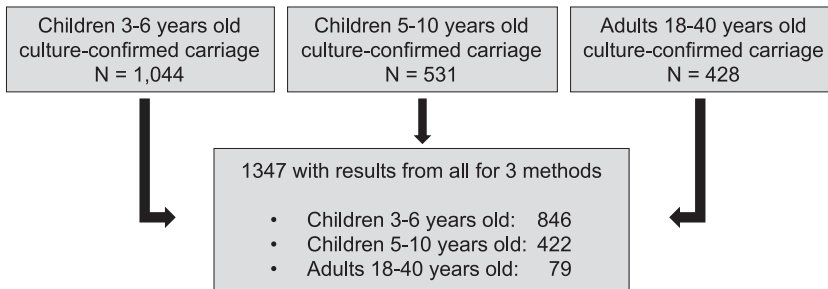 Children 3-6 years old
culture-confirmed carriage
N = 1,044
Children 5-10 years old
culture-confirmed carriage
N = 531
Adults 18-40 years old
culture-confirmed carriage
N = 428
1347 with results from all for 3 methods
• Children 3-6 years old: 846
• Children 5-10 years old: 422
• Adults 18-40 years old: 79